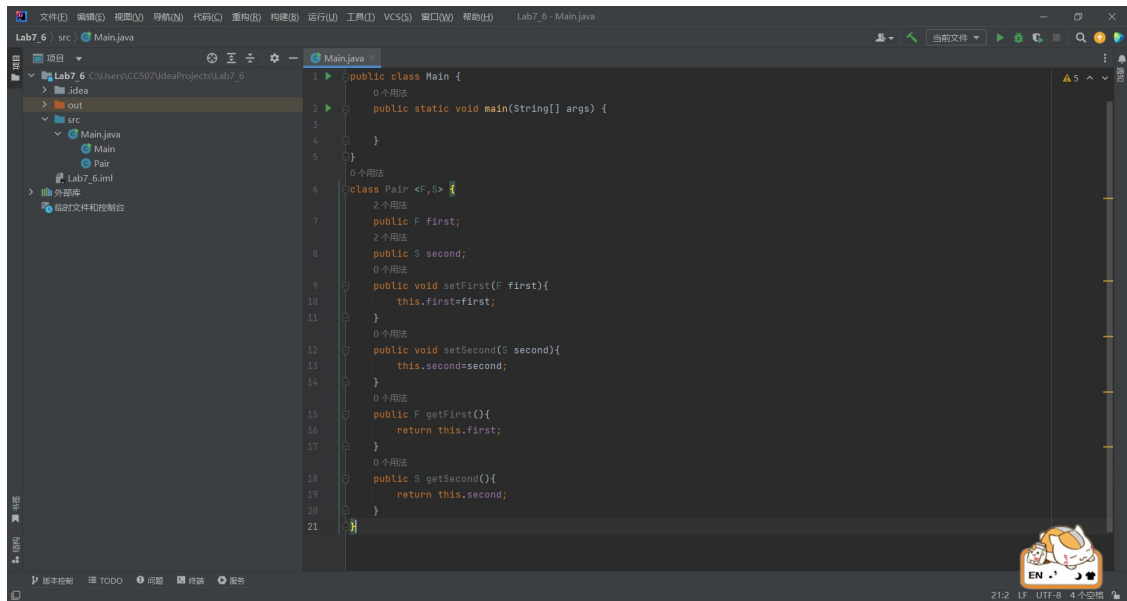 文件(F) 编辑(E) 视图(V) 导航(N) 代码(C) 重构(R) 构建(B) 运行(U) 工具(T) VCS(S) 窗口(W) 帮助(H) Lab7_6 - Main.java
Lab7_6 src Main.java 当前文件
项目 项目 Main.java 通知
Lab7_6 C:\Users\CC507\IdeaProjects\Lab7_6
.idea
out
src
Main.java
Main
Pair
Lab7_6.iml
外部库
临时文件和控制台
5
1 public class Main {
0 个用法
2 public static void main(String[] args) {
3
4 }
5 }
0 个用法
6 class Pair <F,S> {
2 个用法
7 public F first;
2 个用法
8 public S second;
0 个用法
9 public void setFirst(F first){
10 this.first=first;
11 }
0 个用法
12 public void setSecond(S second){
13 this.second=second;
14 }
0 个用法
15 public F getFirst(){
16 return this.first;
17 }
0 个用法
18 public S getSecond(){
19 return this.second;
20 }
21 }
书签
结构
EN
版本控制 TODO 问题 终端 服务
21:2 LF UTF-8 4 个空格